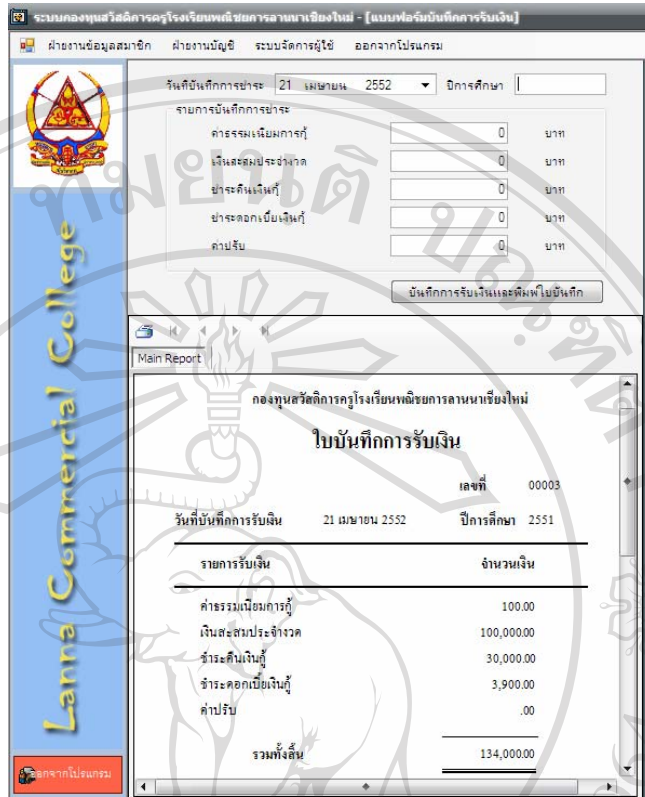 ระบบกองทุนสวัสดิการครูโรงเรียนพณิชยการลานนาเชียงใหม่ - [แบบฟอร์มบันทึกการรับเงิน]
ฝ่ายงานข้อมูลสมาชิก ฝ่ายงานบัญชี ระบบจัดการผู้ใช้ ออกจากโปรแกรม
วันที่บันทึกการชำระ 21 เมษายน 2552 ปีการศึกษา
รายการบันทึกการชำระ
ค่าธรรมเนียมการกู้ 0 บาท
เงินสะสมประจำงวด 0 บาท
ชำระคืนเงินกู้ 0 บาท
ชำระดอกเบี้ยเงินกู้ 0 บาท
ค่าปรับ 0 บาท
บันทึกการรับเงินและพิมพ์ใบบันทึก
Main Report
กองทุนสวัสดิการครูโรงเรียนพณิชยการลานนาเชียงใหม่
ใบบันทึกการรับเงิน
เลขที่ 00003
วันที่บันทึกการรับเงิน 21 เมษายน 2552 ปีการศึกษา 2551
รายการรับเงิน จำนวนเงิน
ค่าธรรมเนียมการกู้ 100.00
เงินสะสมประจำงวด 100,000.00
ชำระคืนเงินกู้ 30,000.00
ชำระดอกเบี้ยเงินกู้ 3,900.00
ค่าปรับ .00
รวมทั้งสิ้น 134,000.00
Lanna Commercial College
ออกจากโปรแกรม